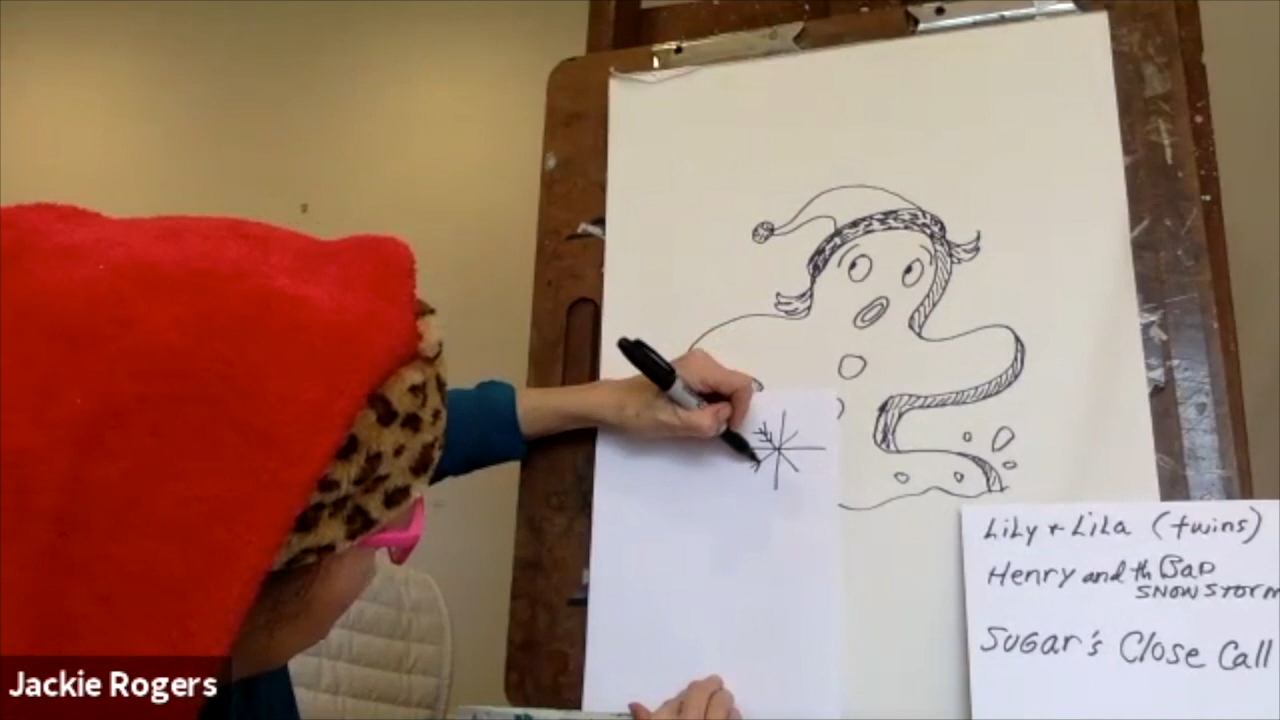 Lily + Lila (twins)
Henry and th Bad
SNOWSTORM
Sugar's Close Call
Jackie Rogers